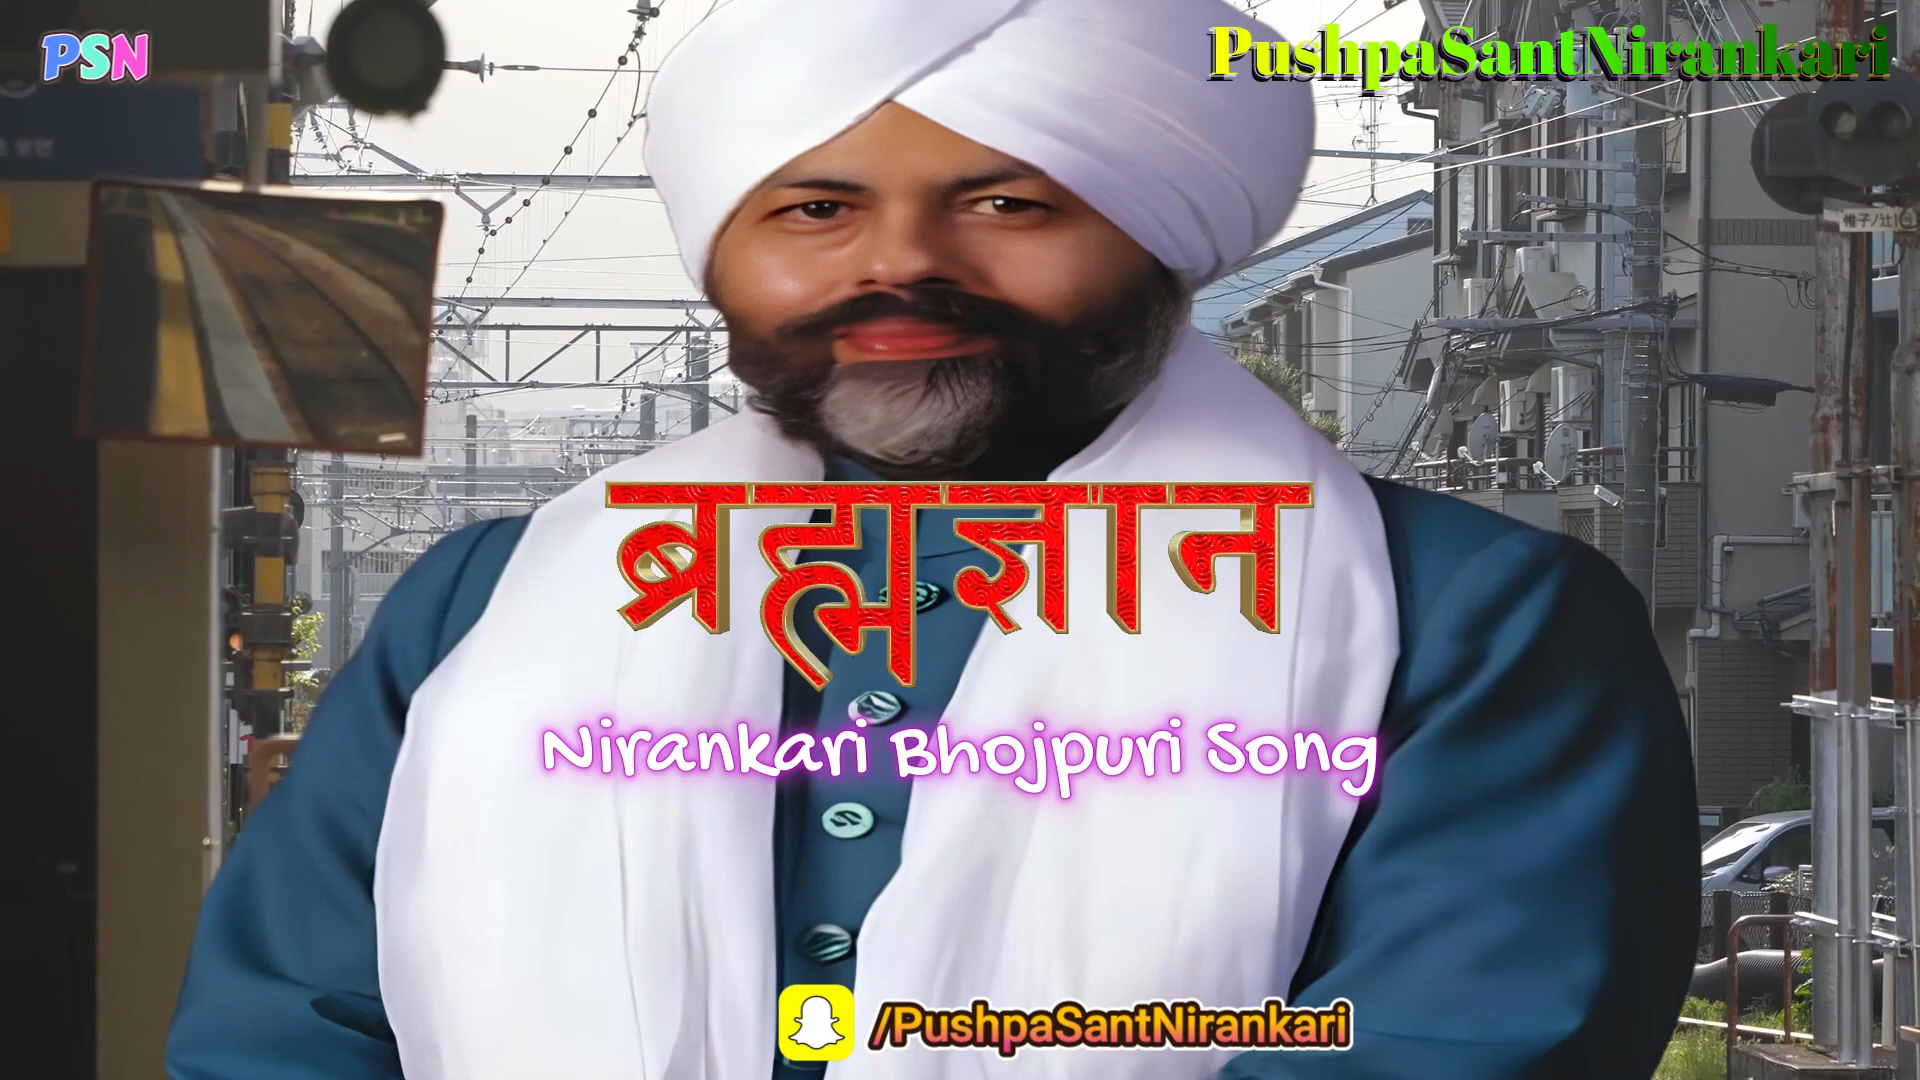 PSN
PushpaSantNirankari
ब्रह्मज्ञान
Nirankari Bhojpuri Song
/PushpaSantNirankari